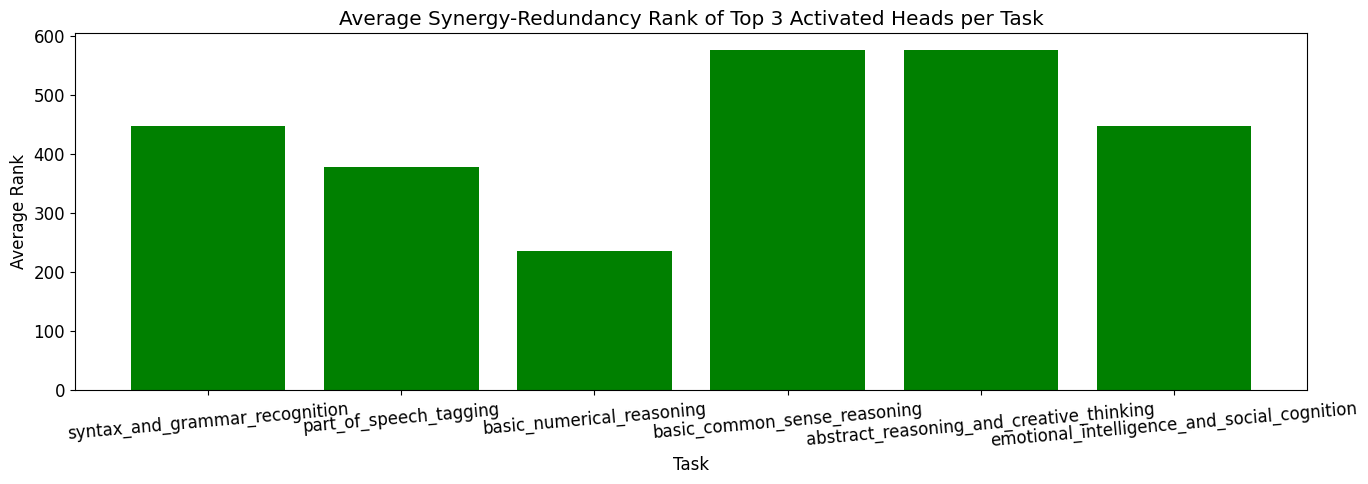 Average Synergy-Redundancy Rank of Top 3 Activated Heads per Task
600
500
400
300
200
100
0
Average Rank
syntax_and_grammar_recognition
part_of_speech_tagging
basic_numerical_reasoning
basic_common_sense_reasoning
abstract_reasoning_and_creative_thinking
emotional_intelligence_and_social_cognition
Task